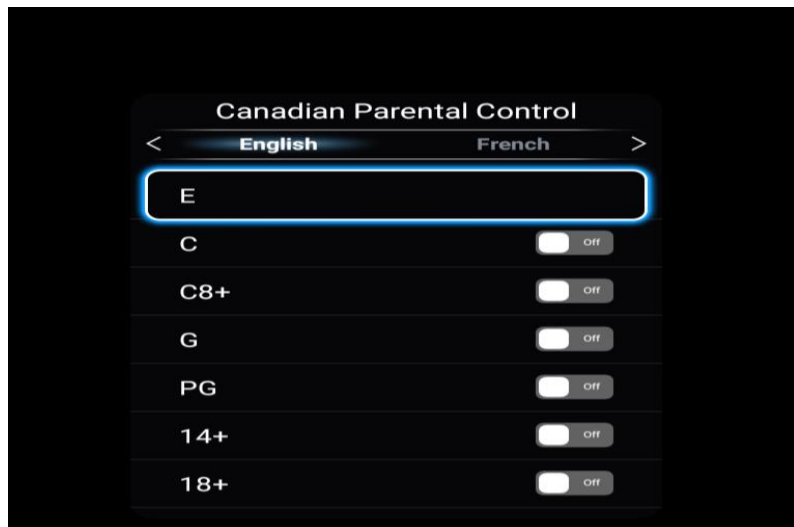 Canadian Parental Control
< English French >
E
C Off
C8+ Off
G Off
PG Off
14+ Off
18+ Off